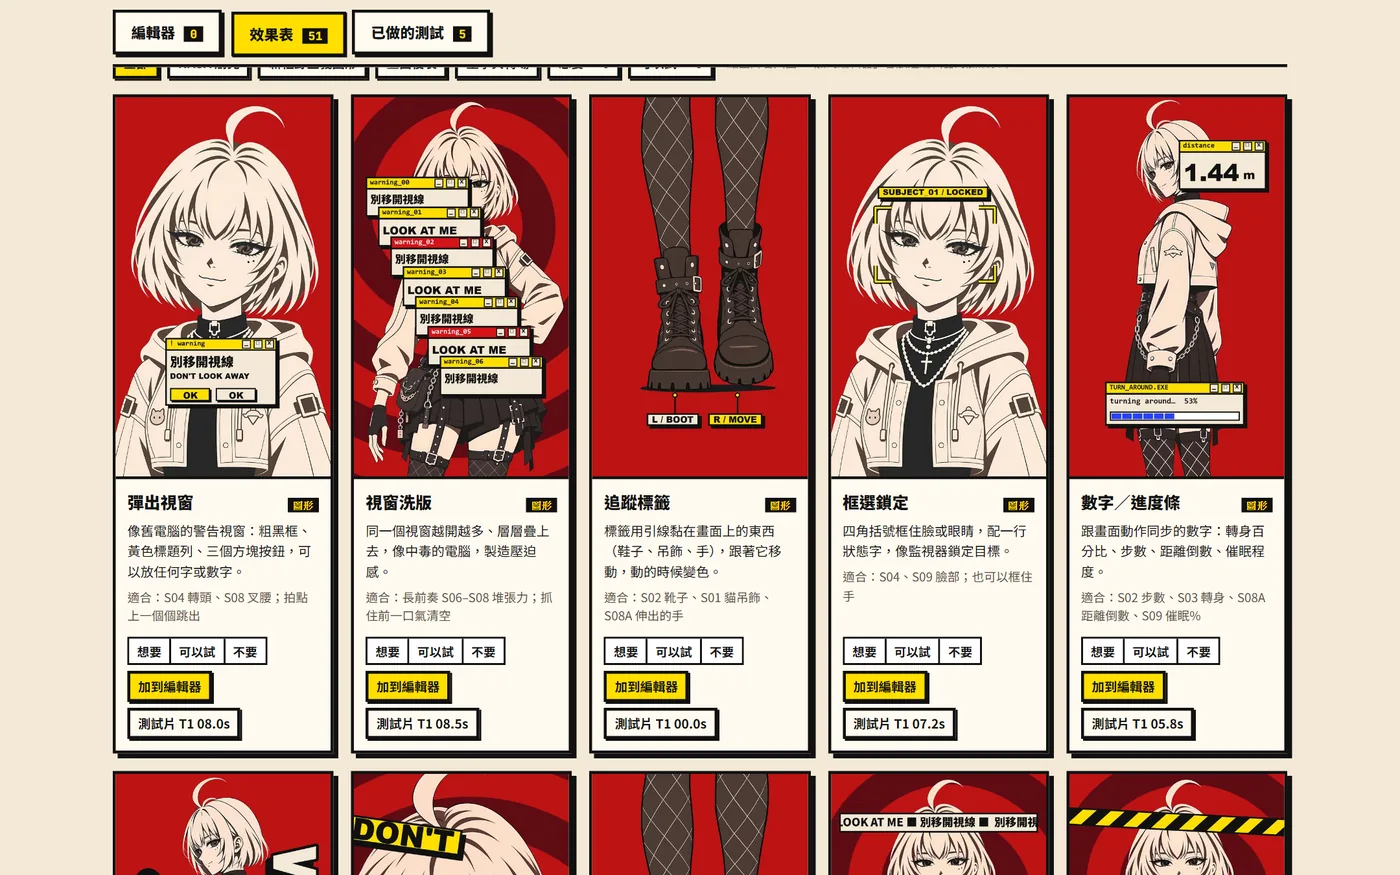 編輯器 0
效果表 51
已做的測試 5
! warning
別移開視線
DON'T LOOK AWAY
OK OK
彈出視窗 圖形
像舊電腦的警告視窗：粗黑框、
黃色標題列、三個方塊按鈕，可
以放任何字或數字。
適合：S04 轉頭、S08 叉腰；拍點
上一個個跳出
想要 可以試 不要
加到編輯器
測試片 T1 08.0s
warning_00
別移開視線
warning_01
LOOK AT ME
warning_02
別移開視線
warning_03
LOOK AT ME
warning_04
別移開視線
warning_05
LOOK AT ME
warning_06
別移開視線
視窗洗版 圖形
同一個視窗越開越多、層層疊上
去，像中毒的電腦，製造壓迫
感。
適合：長前奏 S06–S08 堆張力；抓
住前一口氣清空
想要 可以試 不要
加到編輯器
測試片 T1 08.5s
L / BOOT R / MOVE
追蹤標籤 圖形
標籤用引線黏在畫面上的東西
（鞋子、吊飾、手），跟著它移
動，動的時候變色。
適合：S02 靴子、S01 貓吊飾、
S08A 伸出的手
想要 可以試 不要
加到編輯器
測試片 T1 00.0s
SUBJECT 01 / LOCKED
框選鎖定 圖形
四角括號框住臉或眼睛，配一行
狀態字，像監視器鎖定目標。
適合：S04、S09 臉部；也可以框住
手
想要 可以試 不要
加到編輯器
測試片 T1 07.2s
distance
1.44 m
TURN_AROUND.EXE
turning around… 53%
數字／進度條 圖形
跟畫面動作同步的數字：轉身百
分比、步數、距離倒數、催眠程
度。
適合：S02 步數、S03 轉身、S08A
距離倒數、S09 催眠%
想要 可以試 不要
加到編輯器
測試片 T1 05.8s
DON'T
LOOK AT ME ■ 別移開視線 ■ 別移開視